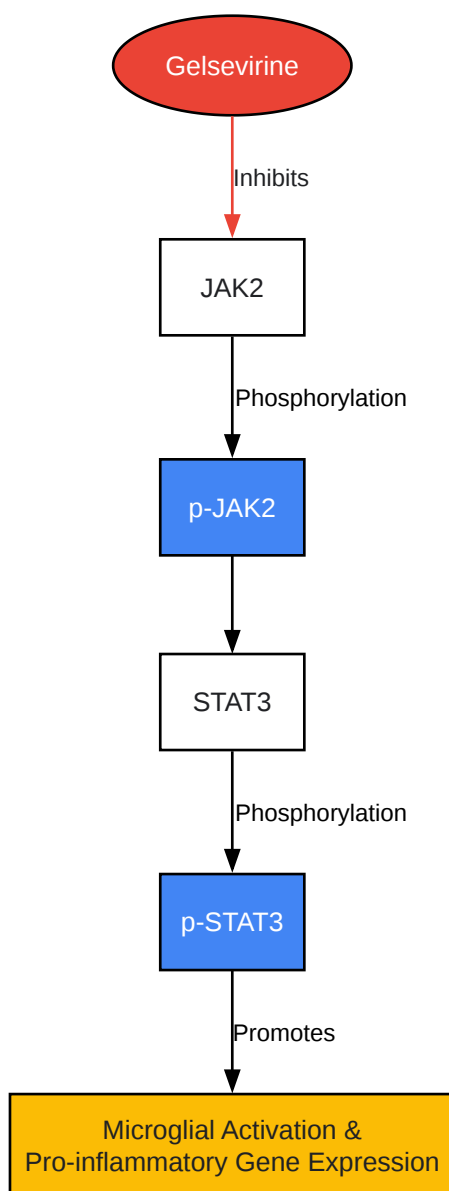 Gelsevirine
Inhibits
JAK2
Phosphorylation
p-JAK2
STAT3
Phosphorylation
p-STAT3
Promotes
Microglial Activation &
Pro-inflammatory Gene Expression